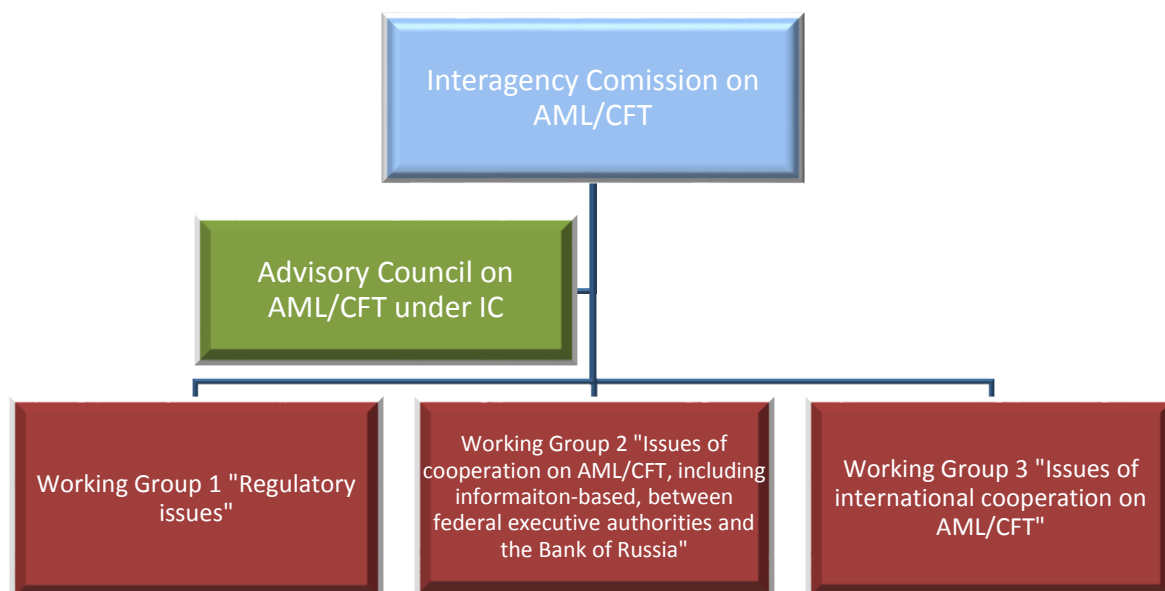 Interagency Comission on
AML/CFT
Advisory Council on
AML/CFT under IC
Working Group 1 "Regulatory
issues"
Working Group 2 "Issues of
cooperation on AML/CFT, including
informaiton-based, between
federal executive authorities and
the Bank of Russia"
Working Group 3 "Issues of
international cooperation on
AML/CFT"